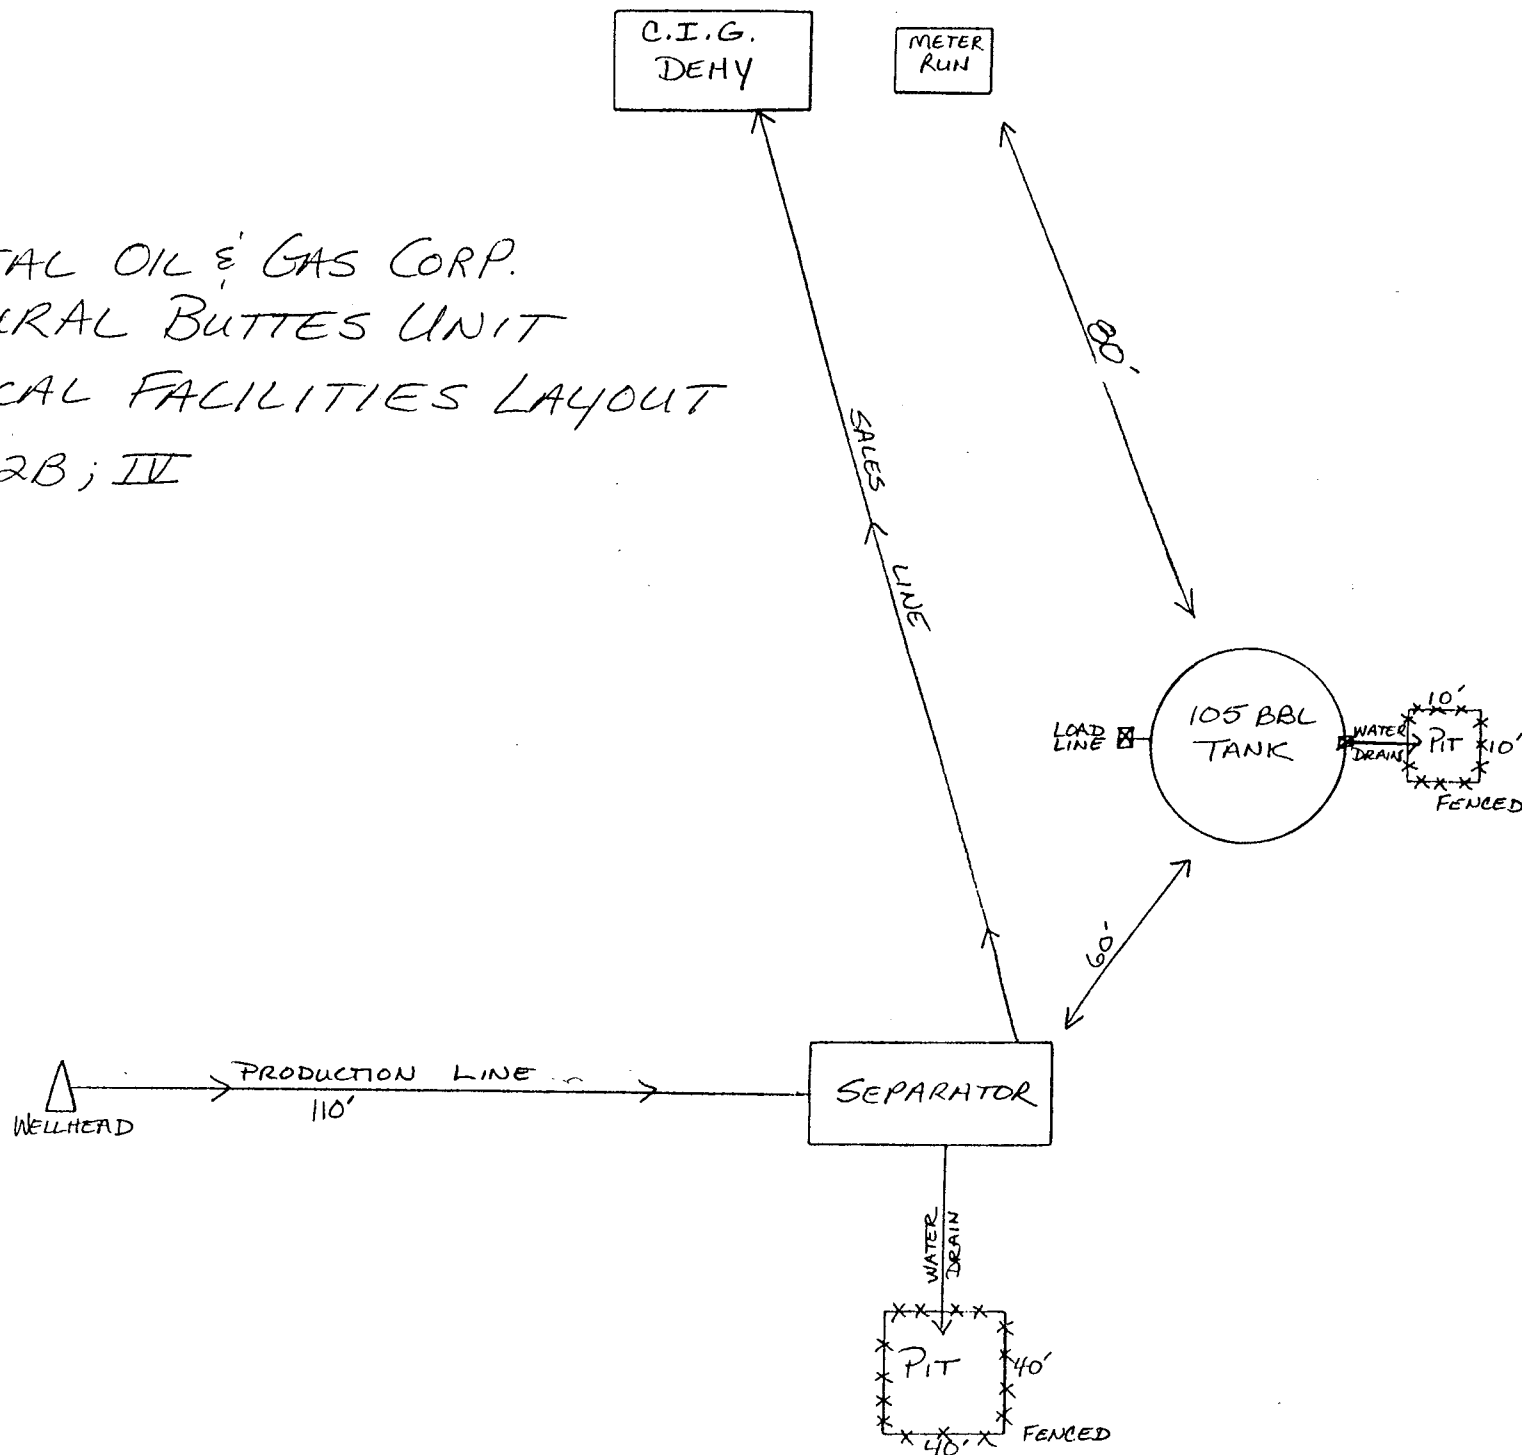 C.I.G.
DEHY
METER
RUN
TAL OIL & GAS CORP.
URAL BUTTES UNIT
CAL FACILITIES LAYOUT
2B; IV
80'
SALES LINE
105 BBL
TANK
LOAD
LINE
WATER
DRAIN
10'
PIT
10'
FENCED
60'
PRODUCTION LINE
110'
WELLHEAD
SEPARATOR
WATER
DRAIN
PIT
40'
40'
FENCED